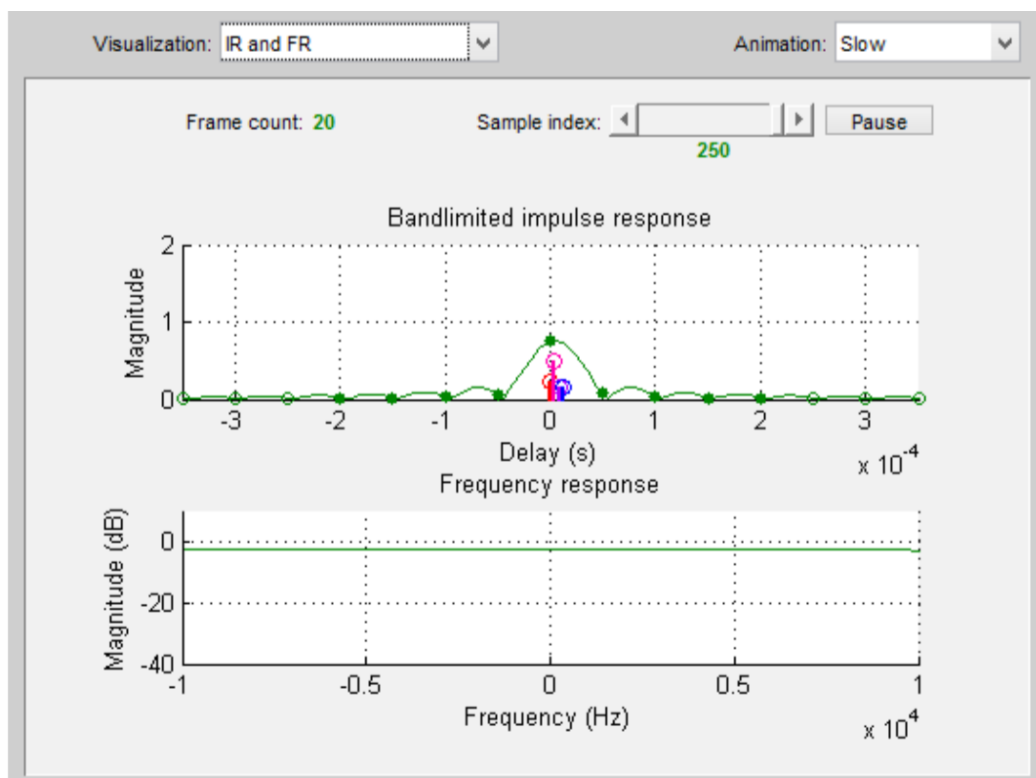 Visualization: IR and FR Animation: Slow
Frame count: 20 Sample index: Pause
250
Bandlimited impulse response
2
1
0
Magnitude
-3 -2 -1 0 1 2 3
Delay (s)
x 10^-4
Frequency response
0
-20
-40
Magnitude (dB)
-1 -0.5 0 0.5 1
Frequency (Hz)
x 10^4